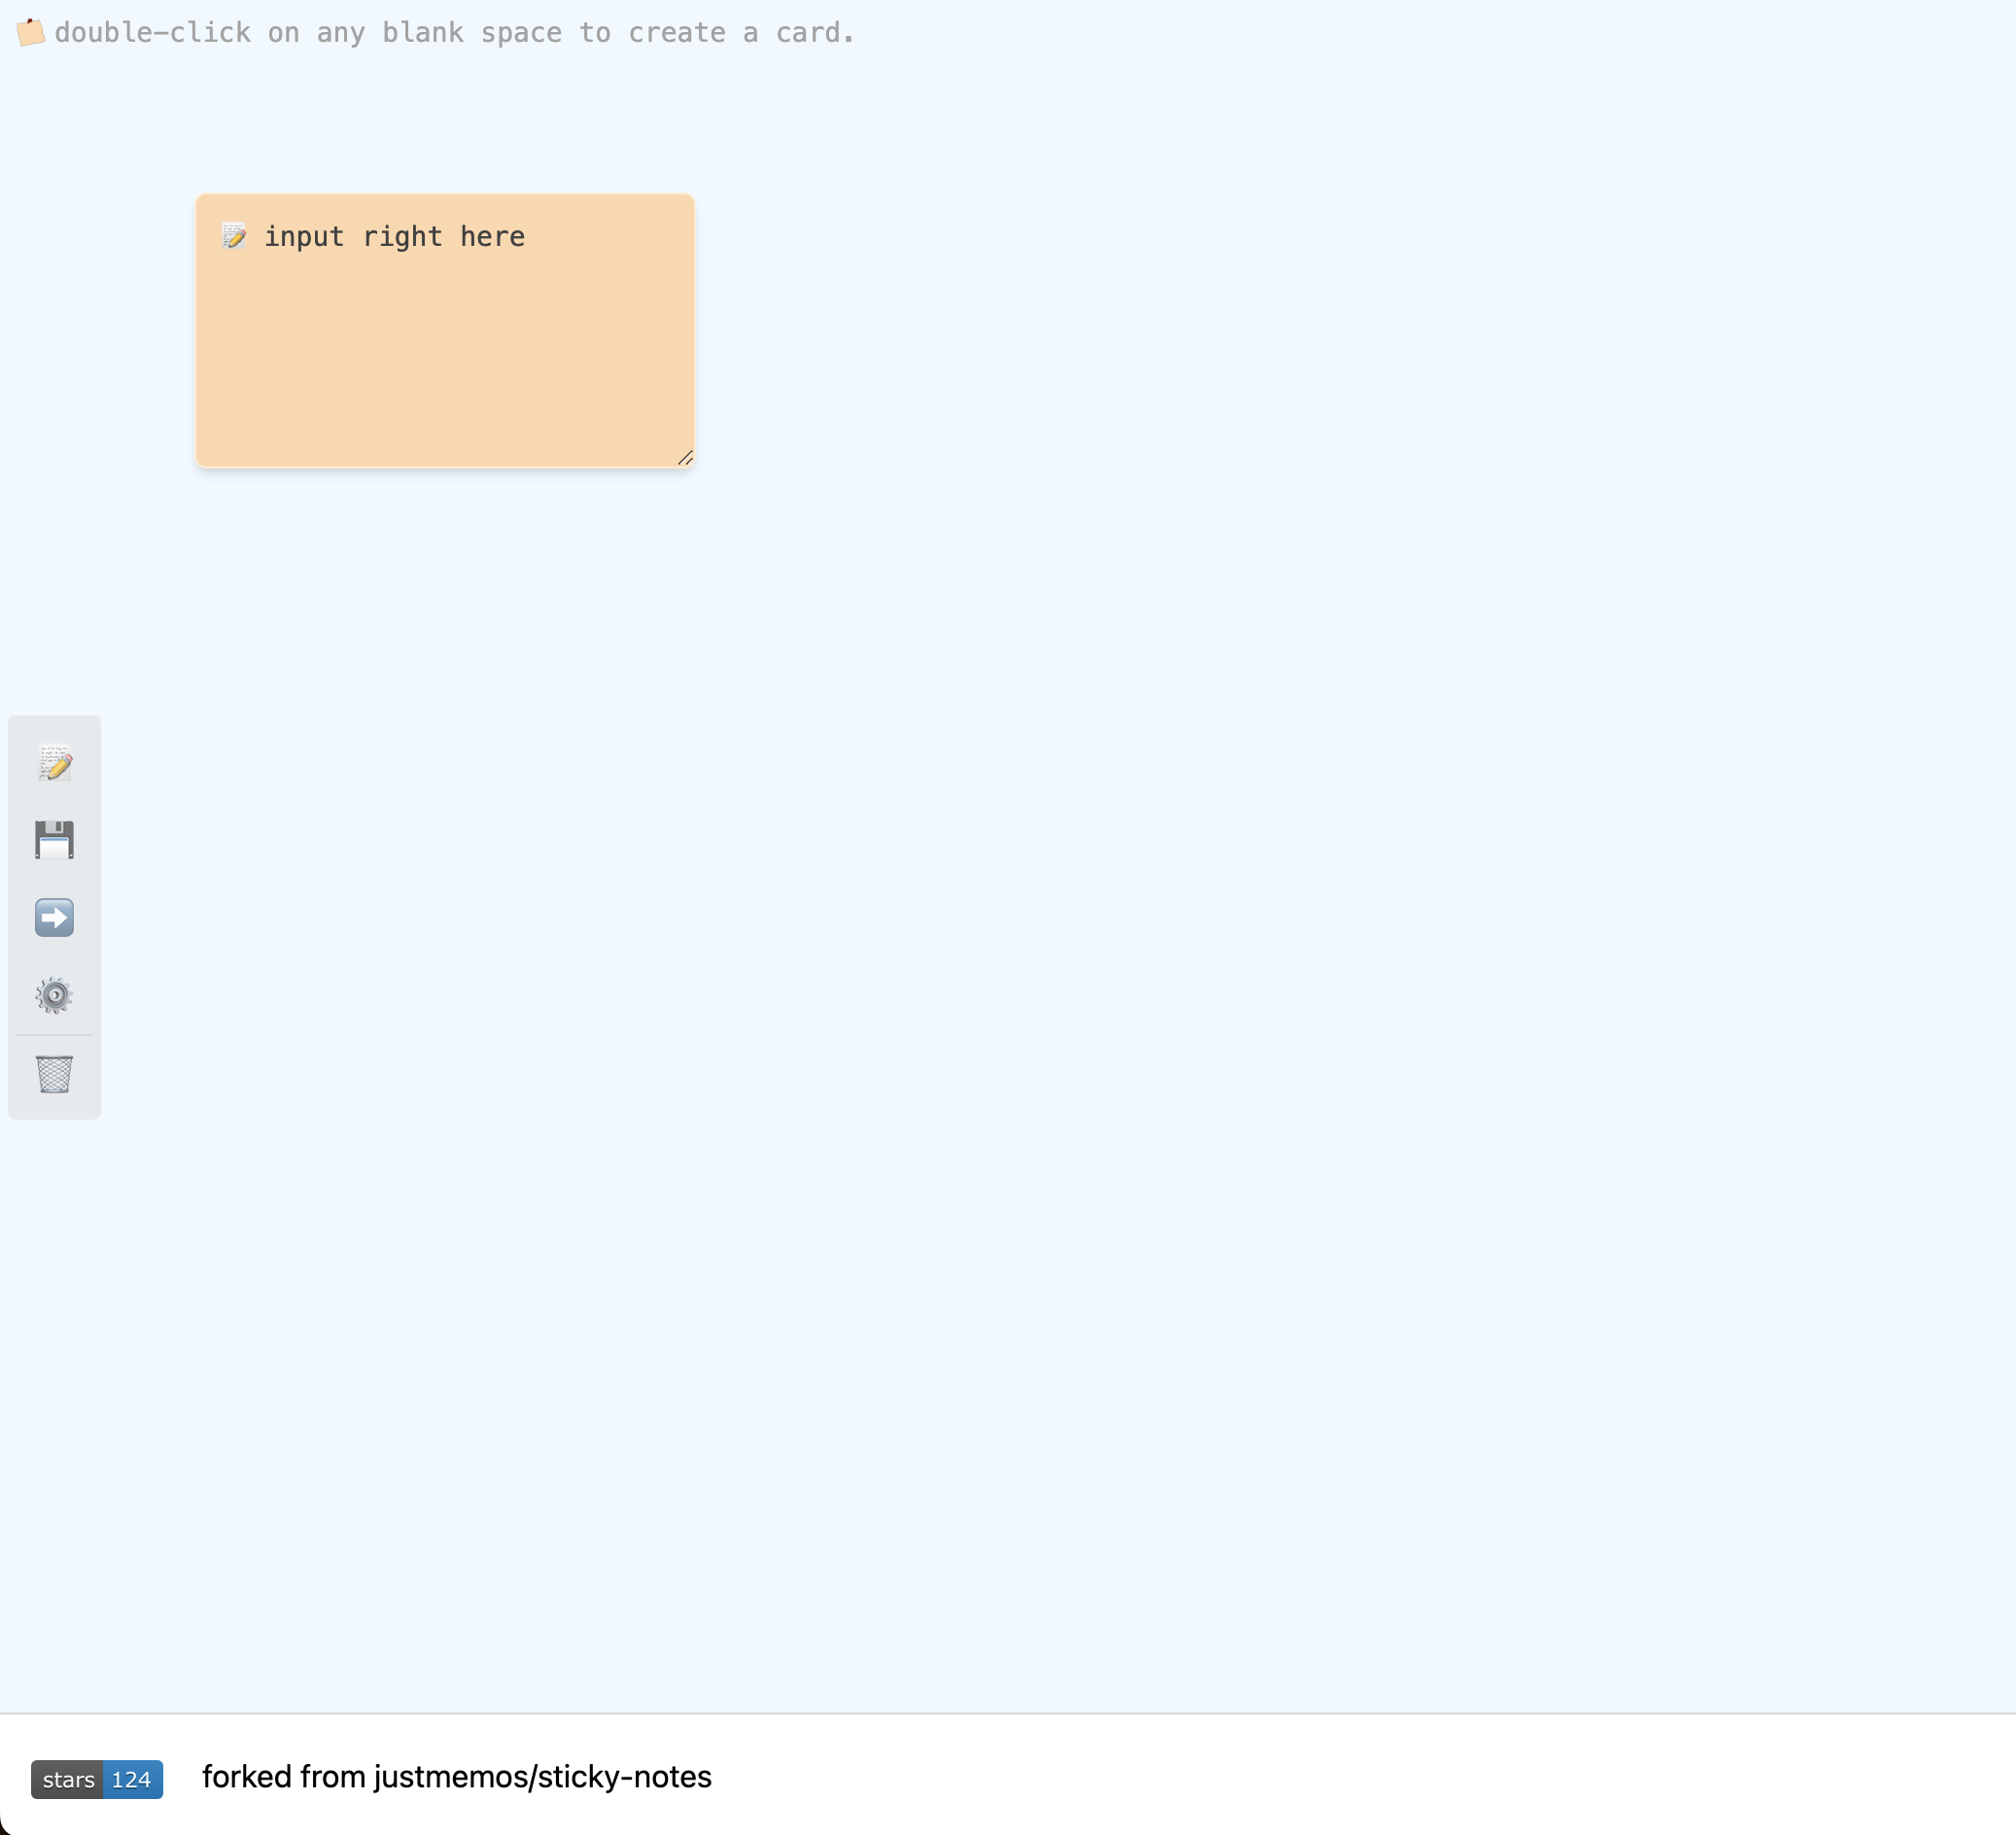 double-click on any blank space to create a card.
📝 input right here
stars 124
forked from justmemos/sticky-notes